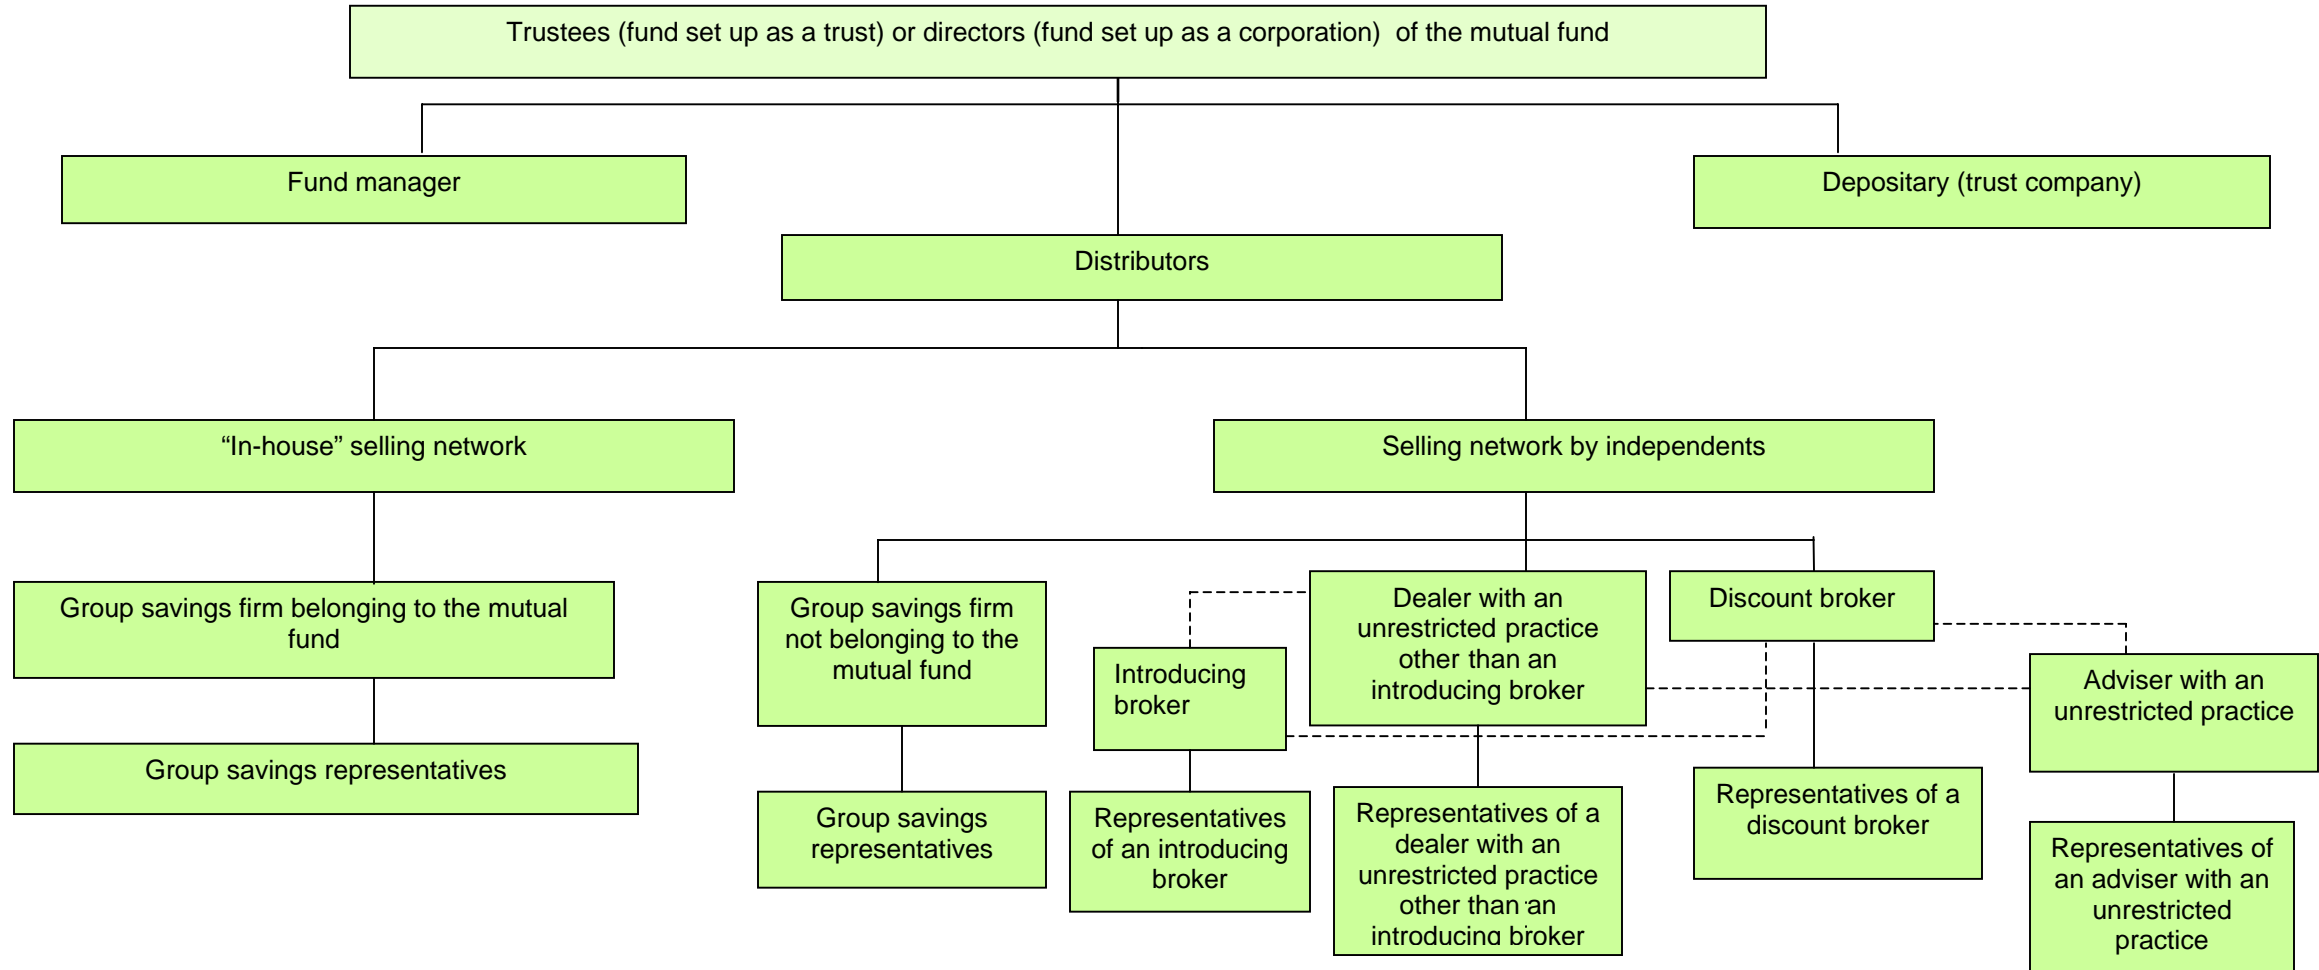 Trustees (fund set up as a trust) or directors (fund set up as a corporation)  of the mutual fund
Fund manager
Depositary (trust company)
Distributors
“In-house” selling network
Selling network by independents
Group savings firm belonging to the mutual
fund
Group savings firm
not belonging to the
mutual fund
Introducing
broker
Dealer with an
unrestricted practice
other than an
introducing broker
Discount broker
Adviser with an
unrestricted practice
Group savings representatives
Group savings
representatives
Representatives
of an introducing
broker
Representatives of a
dealer with an
unrestricted practice
other than an
introducing broker
Representatives of a
discount broker
Representatives of
an adviser with an
unrestricted
practice